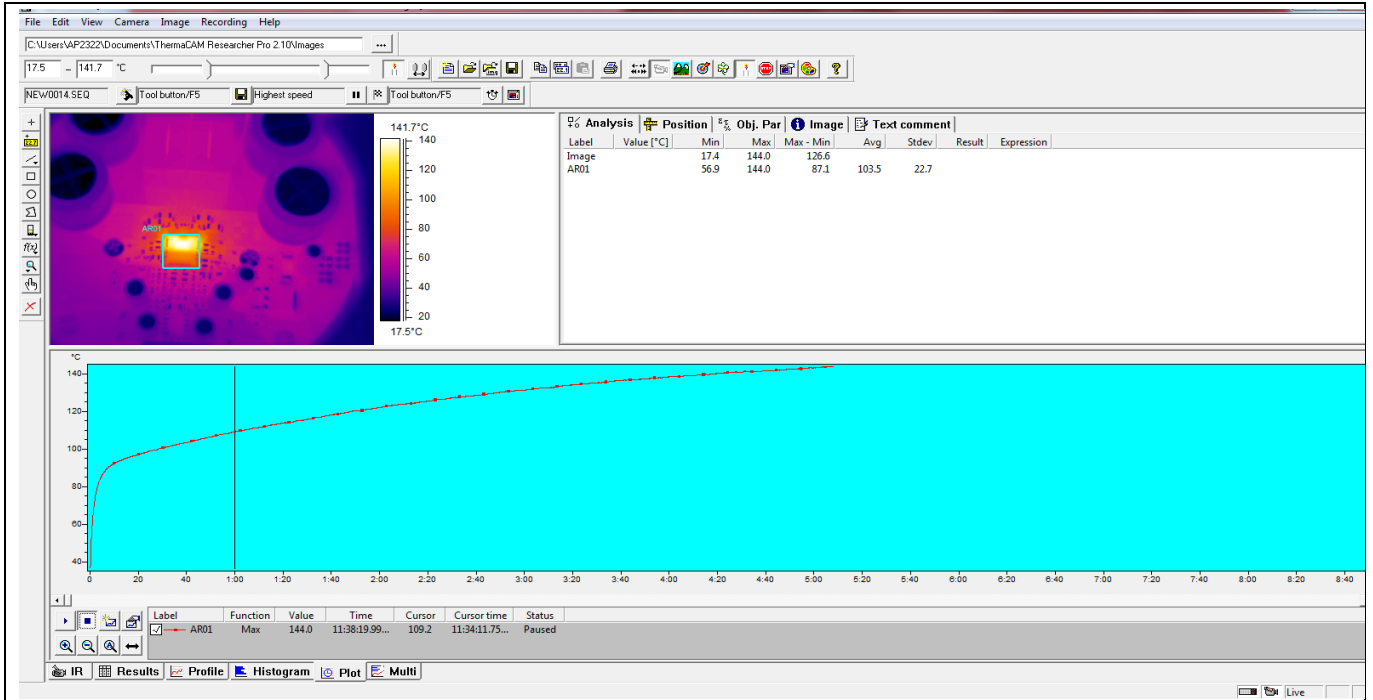 File Edit View Camera Image Recording Help
C:\Users\AP2322\Documents\ThermaCAM Researcher Pro 2.10\Images ...
17.5 - 141.7 °C
NEW0014.SEQ Tool button/F5 Highest speed Tool button/F5
141.7°C
140
120
100
80
60
40
20
17.5°C
AR01
Analysis Position Obj. Par Image Text comment
Label Value [°C] Min Max Max - Min Avg Stdev Result Expression
Image 17.4 144.0 126.6
AR01 56.9 144.0 87.1 103.5 22.7
°C
140
120
100
80
60
40
0 20 40 1:00 1:20 1:40 2:00 2:20 2:40 3:00 3:20 3:40 4:00 4:20 4:40 5:00 5:20 5:40 6:00 6:20 6:40 7:00 7:20 7:40 8:00 8:20 8:40
Label Function Value Time Cursor Cursor time Status
AR01 Max 144.0 11:38:19.99... 109.2 11:34:11.75... Paused
IR Results Profile Histogram Plot Multi
Live